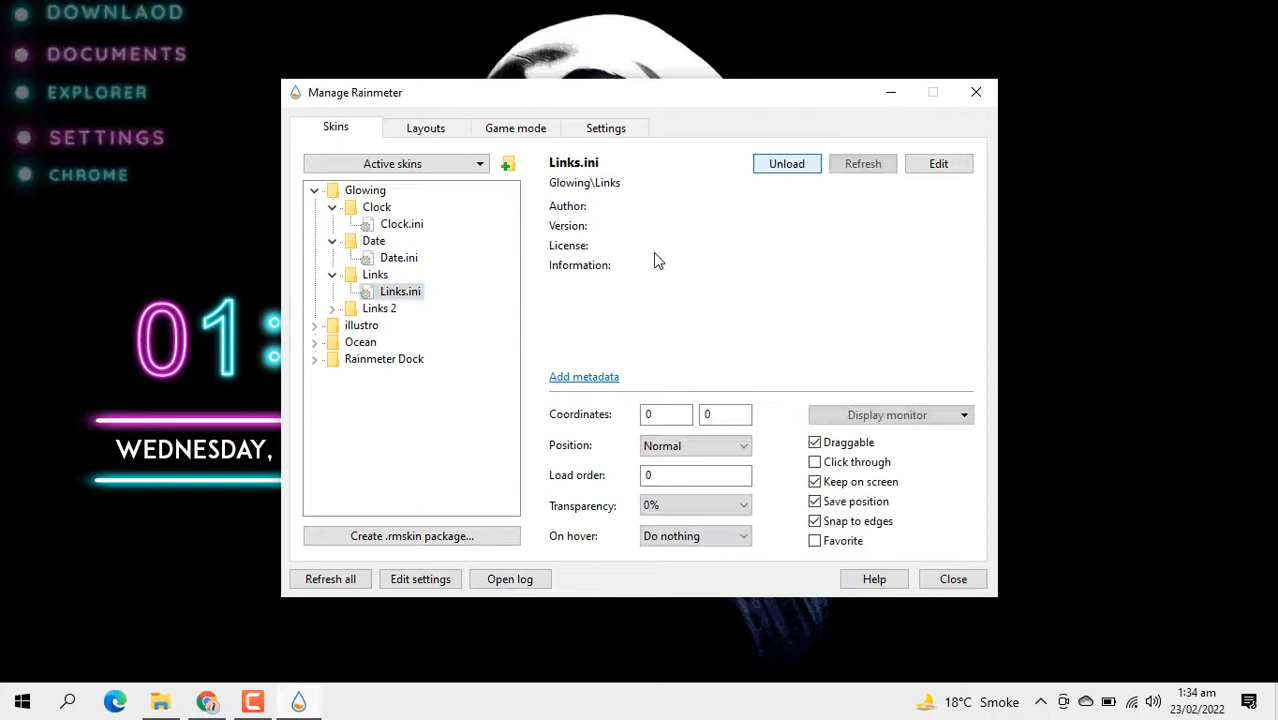 DOWNLAOD
DOCUMENTS
EXPLORER
SETTINGS
CHROME
01:
WEDNESDAY,
Manage Rainmeter
Skins
Layouts
Game mode
Settings
Active skins
Glowing
Clock
Clock.ini
Date
Date.ini
Links
Links.ini
Links 2
illustro
Ocean
Rainmeter Dock
Create .rmskin package...
Links.ini
Unload
Refresh
Edit
Glowing\Links
Author:
Version:
License:
Information:
Add metadata
Coordinates: 0 0
Display monitor
Position: Normal
Load order: 0
Transparency: 0%
On hover: Do nothing
Draggable
Click through
Keep on screen
Save position
Snap to edges
Favorite
Refresh all
Edit settings
Open log
Help
Close
18°C Smoke
1:34 am
23/02/2022